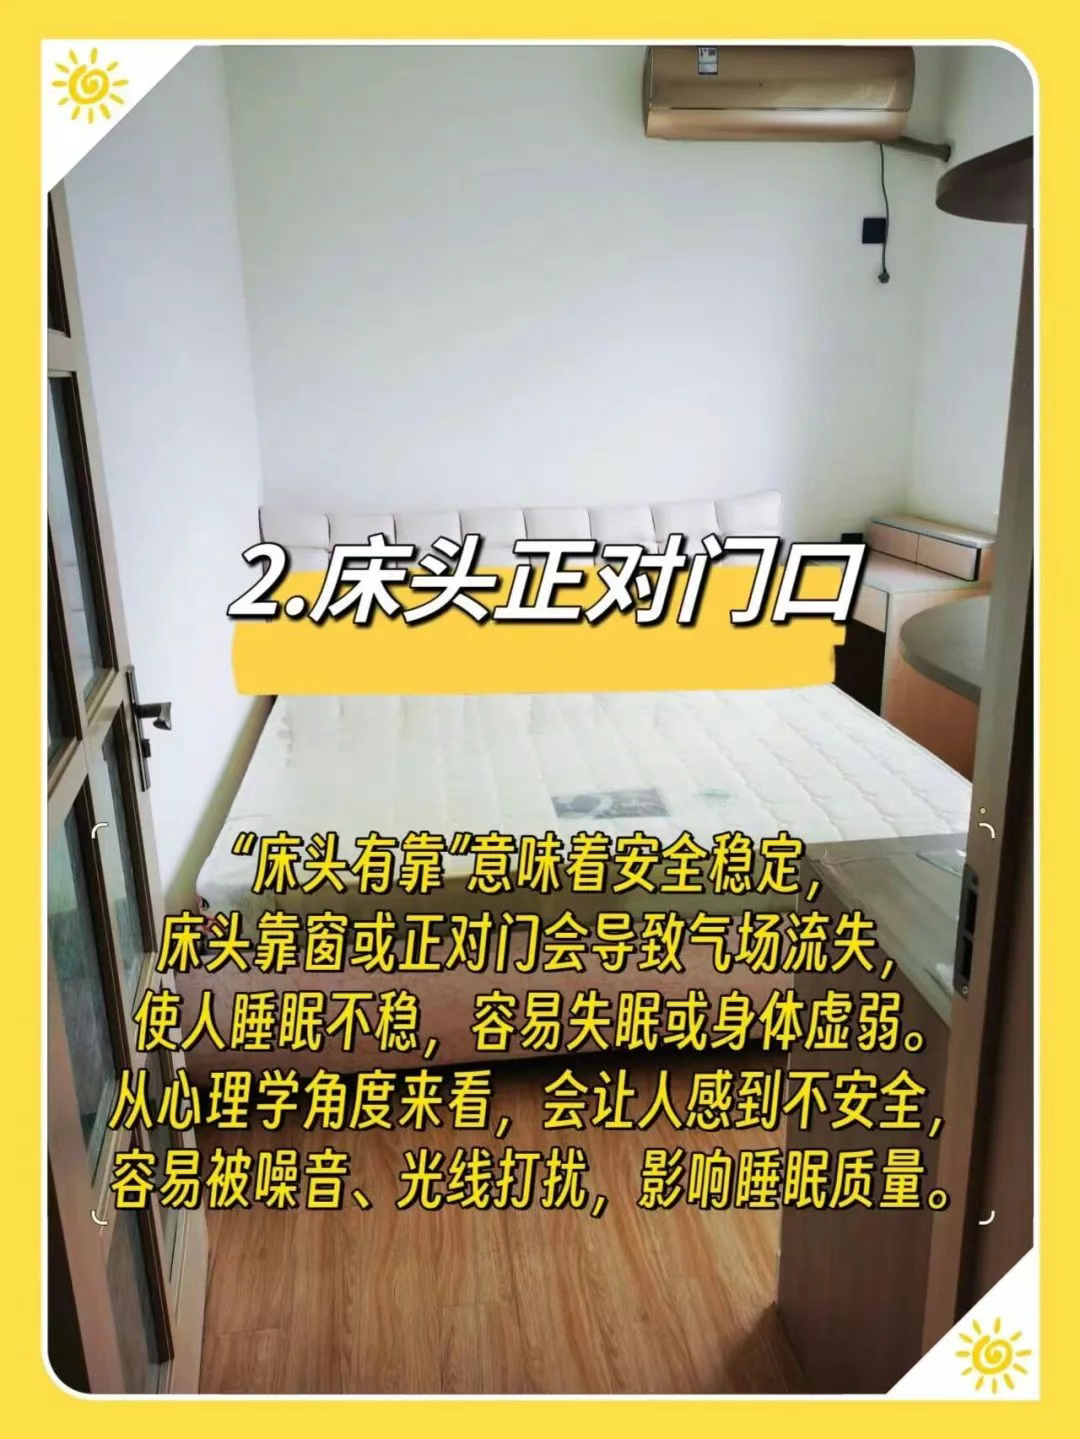 2.床头正对门口
“床头有靠”意味着安全稳定，
床头靠窗或正对门会导致气场流失，
使人睡眠不稳，容易失眠或身体虚弱。
从心理学角度来看，会让人感到不安全，
容易被噪音、光线打扰，影响睡眠质量。